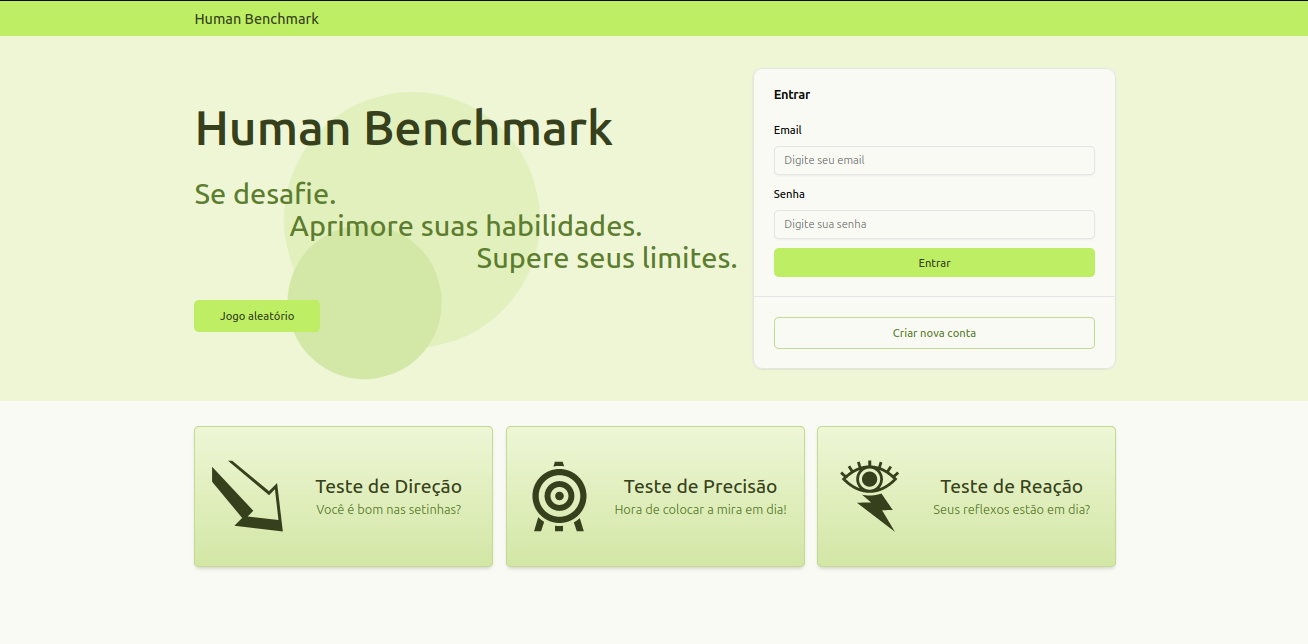 Human Benchmark
Human Benchmark
Se desafie.
Aprimore suas habilidades.
Supere seus limites.
Jogo aleatório
Entrar
Email
Digite seu email
Senha
Digite sua senha
Entrar
Criar nova conta
Teste de Direção
Você é bom nas setinhas?
Teste de Precisão
Hora de colocar a mira em dia!
Teste de Reação
Seus reflexos estão em dia?